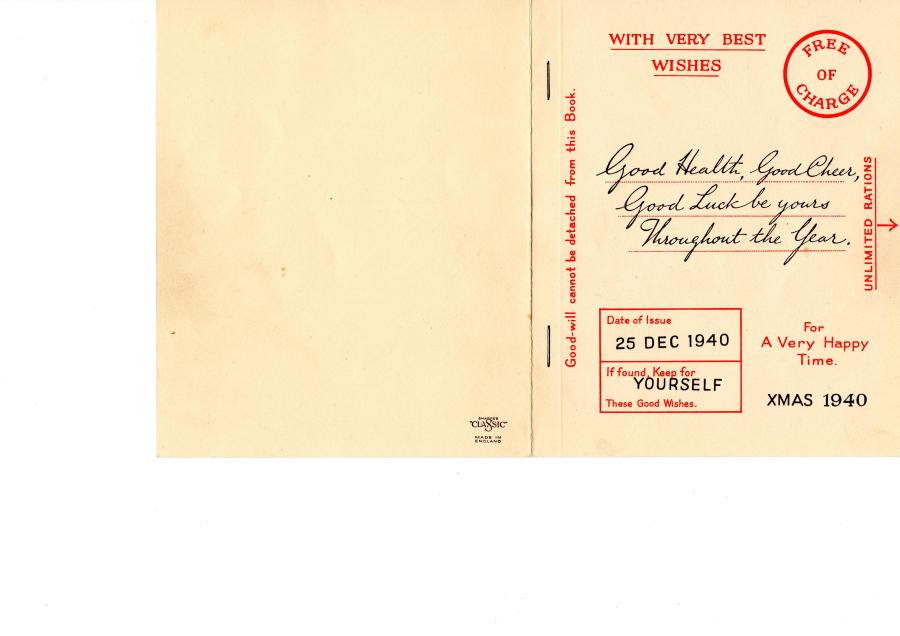 WITH VERY BEST
WISHES
FREE
OF
CHARGE
Good-will cannot be detached from this Book.
Good Health, Good Cheer,
Good Luck be yours
Throughout the Year.
UNLIMITED RATIONS
Date of Issue
25 DEC 1940
If found, Keep for
YOURSELF
These Good Wishes.
For
A Very Happy
Time.
XMAS 1940
SHARPE'S
"CLASSIC"
MADE IN
ENGLAND